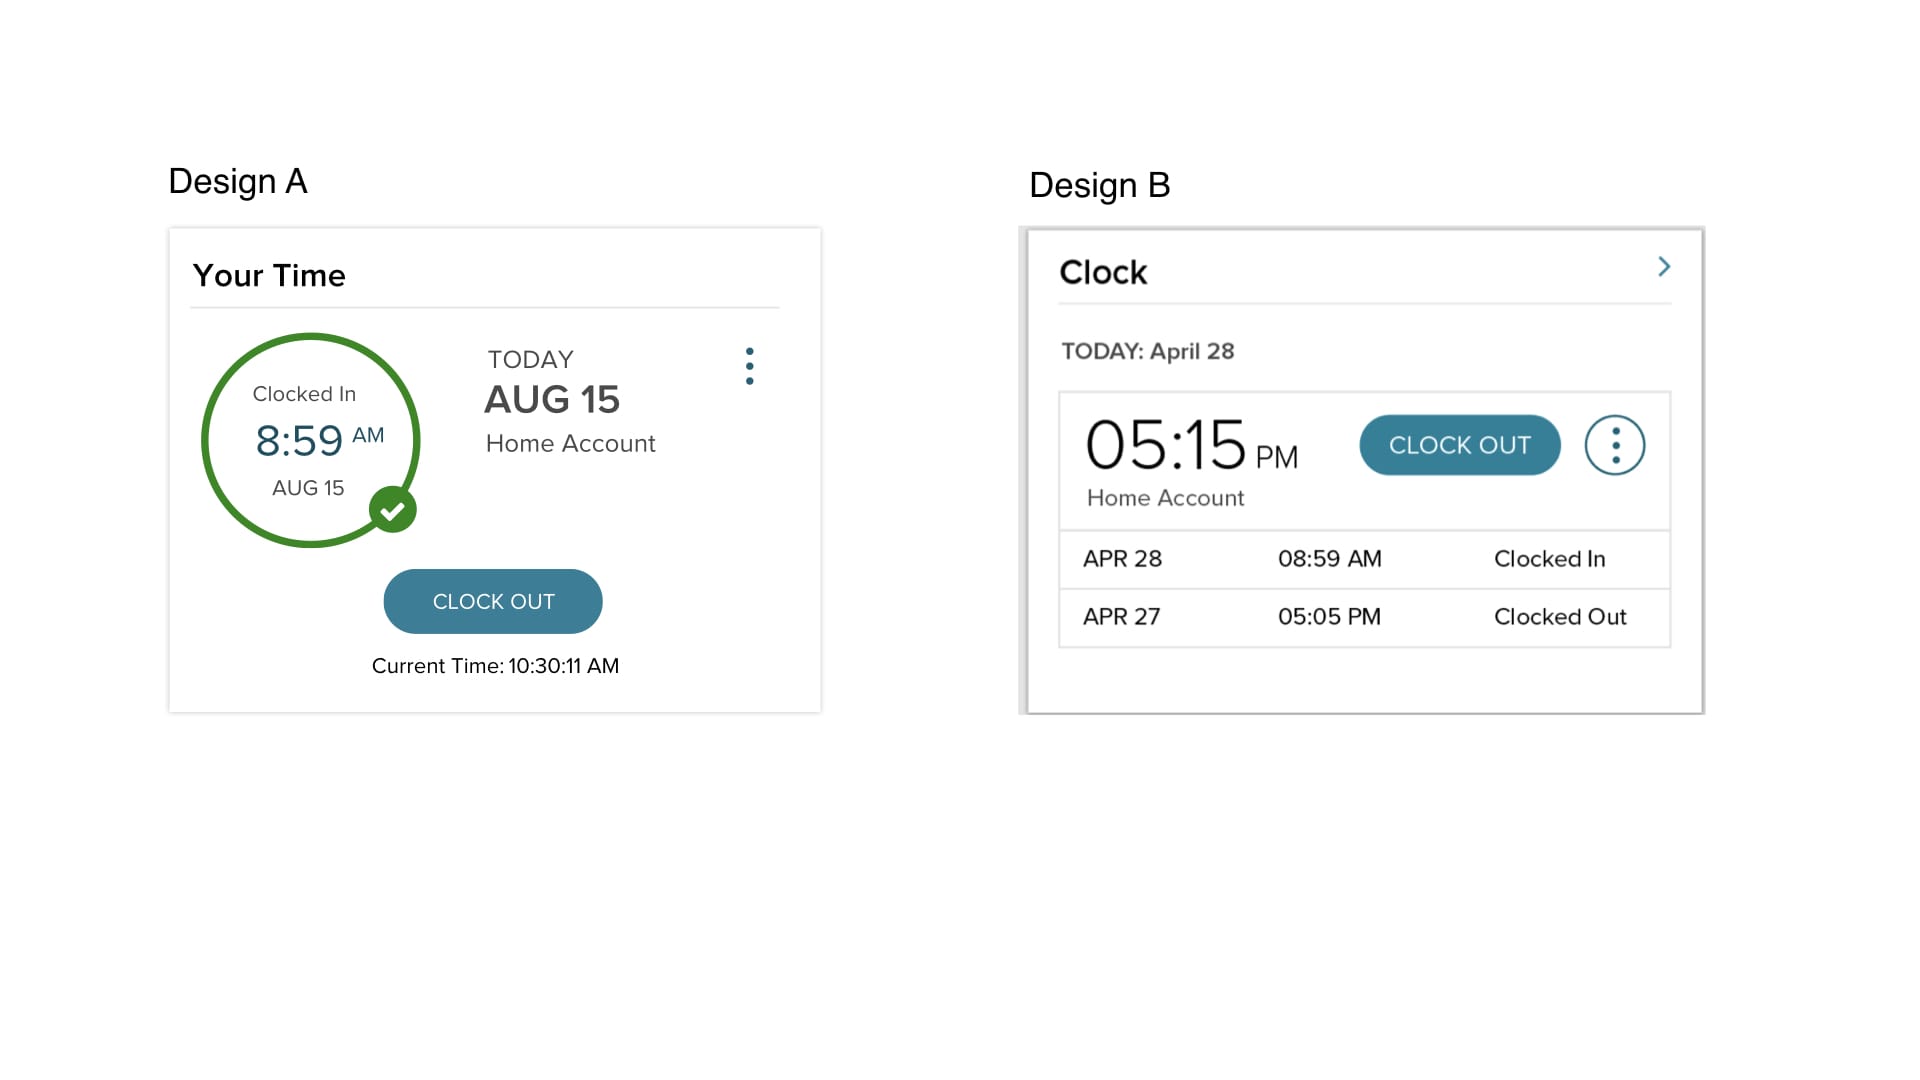 Design A
Your Time
Clocked In
8:59 AM
AUG 15
TODAY
AUG 15
Home Account
CLOCK OUT
Current Time: 10:30:11 AM
Design B
Clock
TODAY: April 28
05:15 PM
Home Account
CLOCK OUT
APR 28 08:59 AM Clocked In
APR 27 05:05 PM Clocked Out